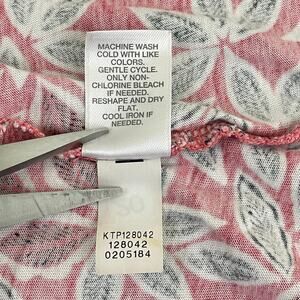 MACHINE WASH
COLD WITH LIKE
COLORS.
GENTLE CYCLE.
ONLY NON-
CHLORINE BLEACH
IF NEEDED.
RESHAPE AND DRY
FLAT.
COOL IRON IF
NEEDED.
KTP128042
128042
0205184